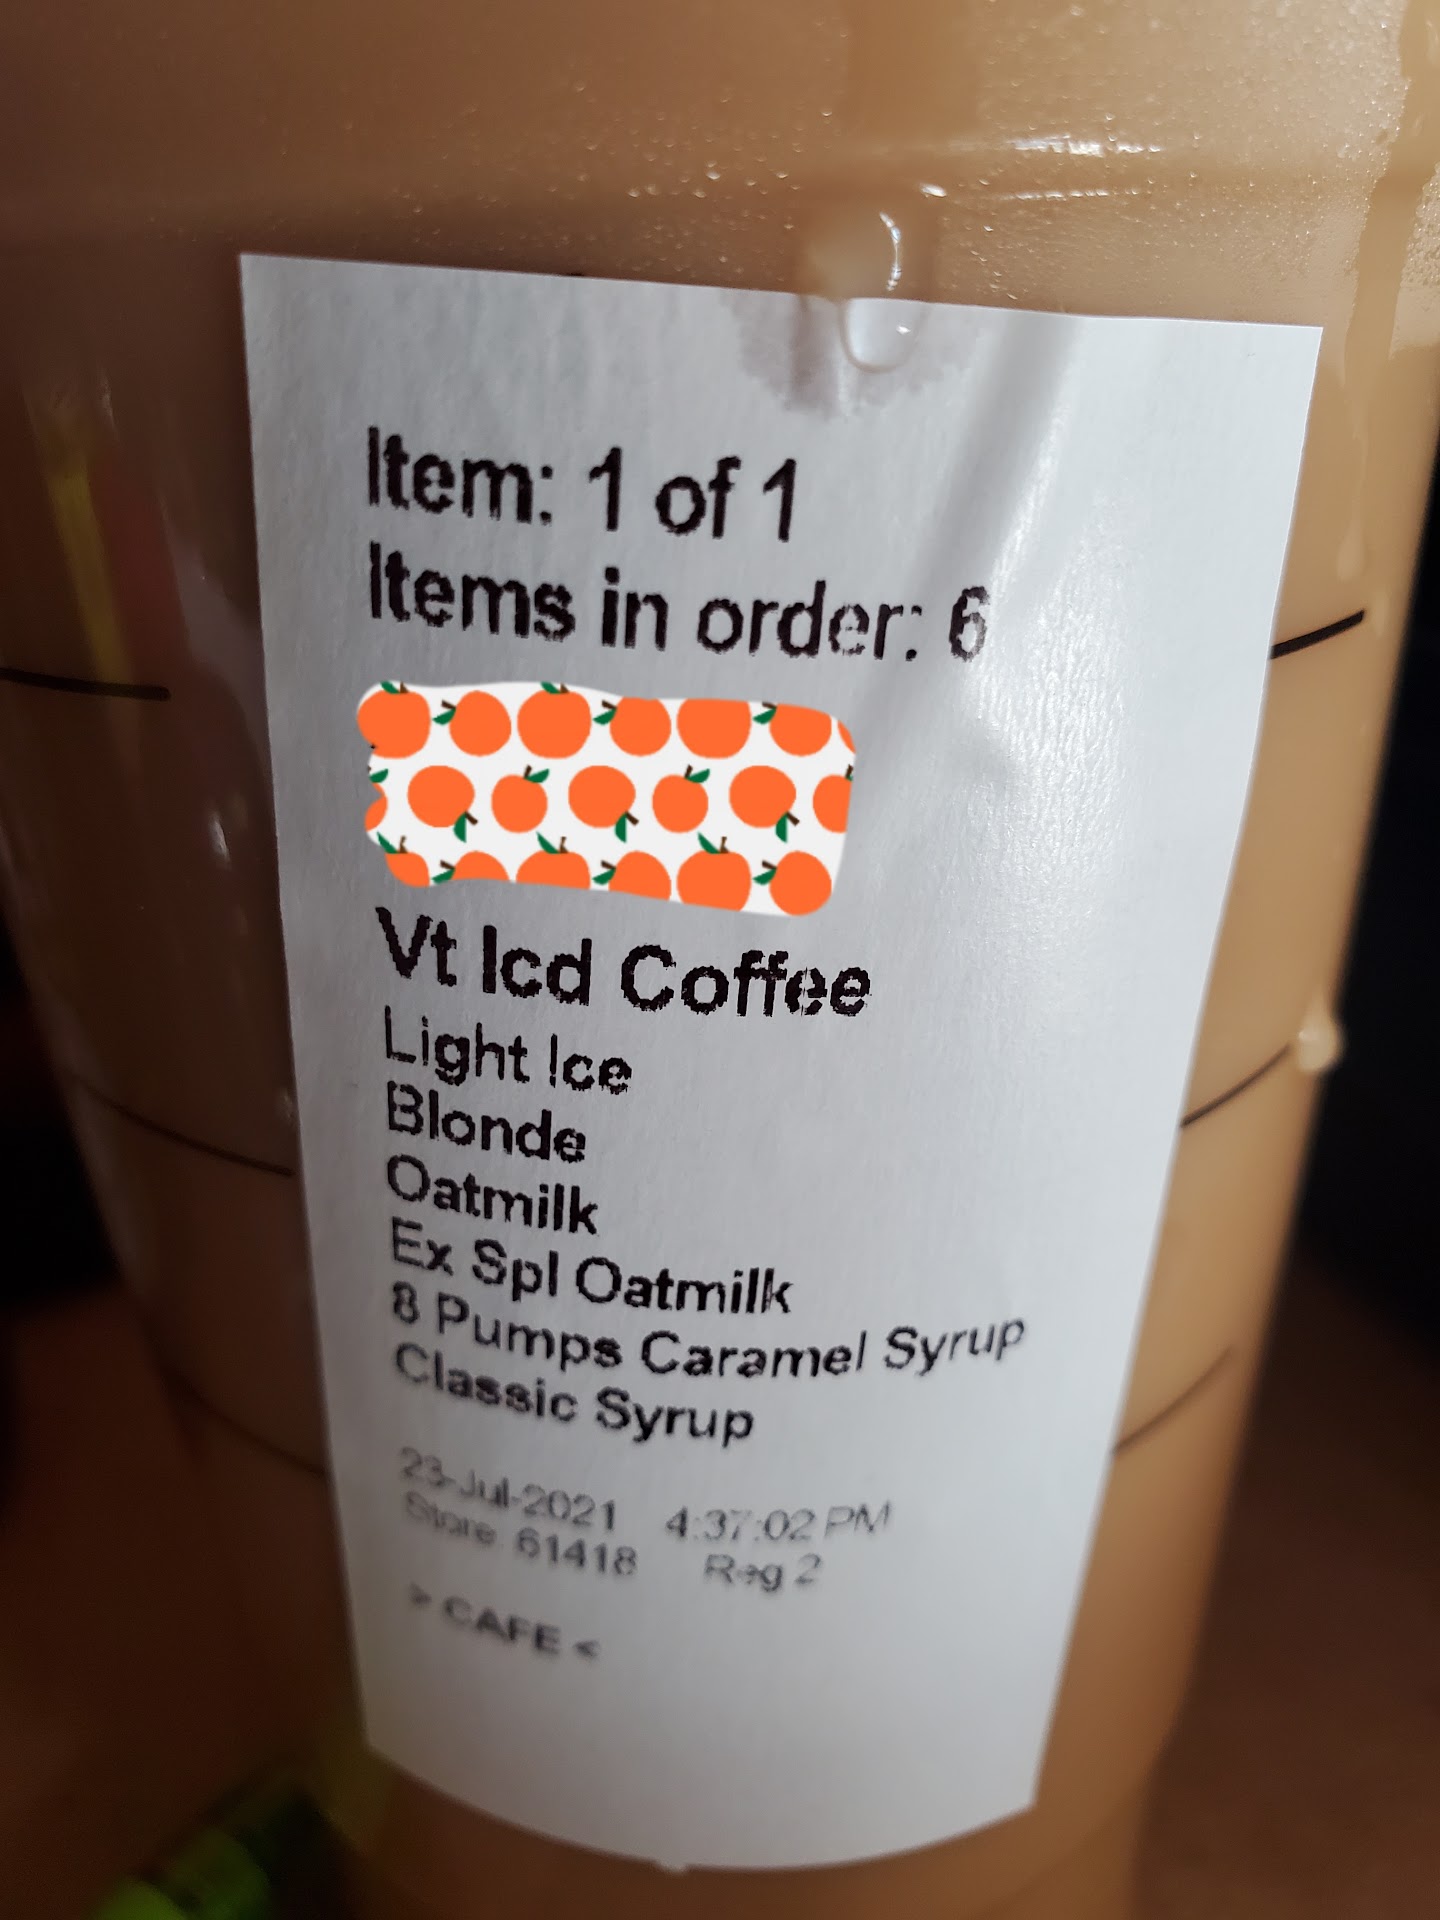 Item: 1 of 1
Items in order: 6
Vt Icd Coffee
Light Ice
Blonde
Oatmilk
Ex Spl Oatmilk
8 Pumps Caramel Syrup
Classic Syrup
23-Jul-2021 4:37:02 PM
Store 61418 Reg 2
> CAFE <